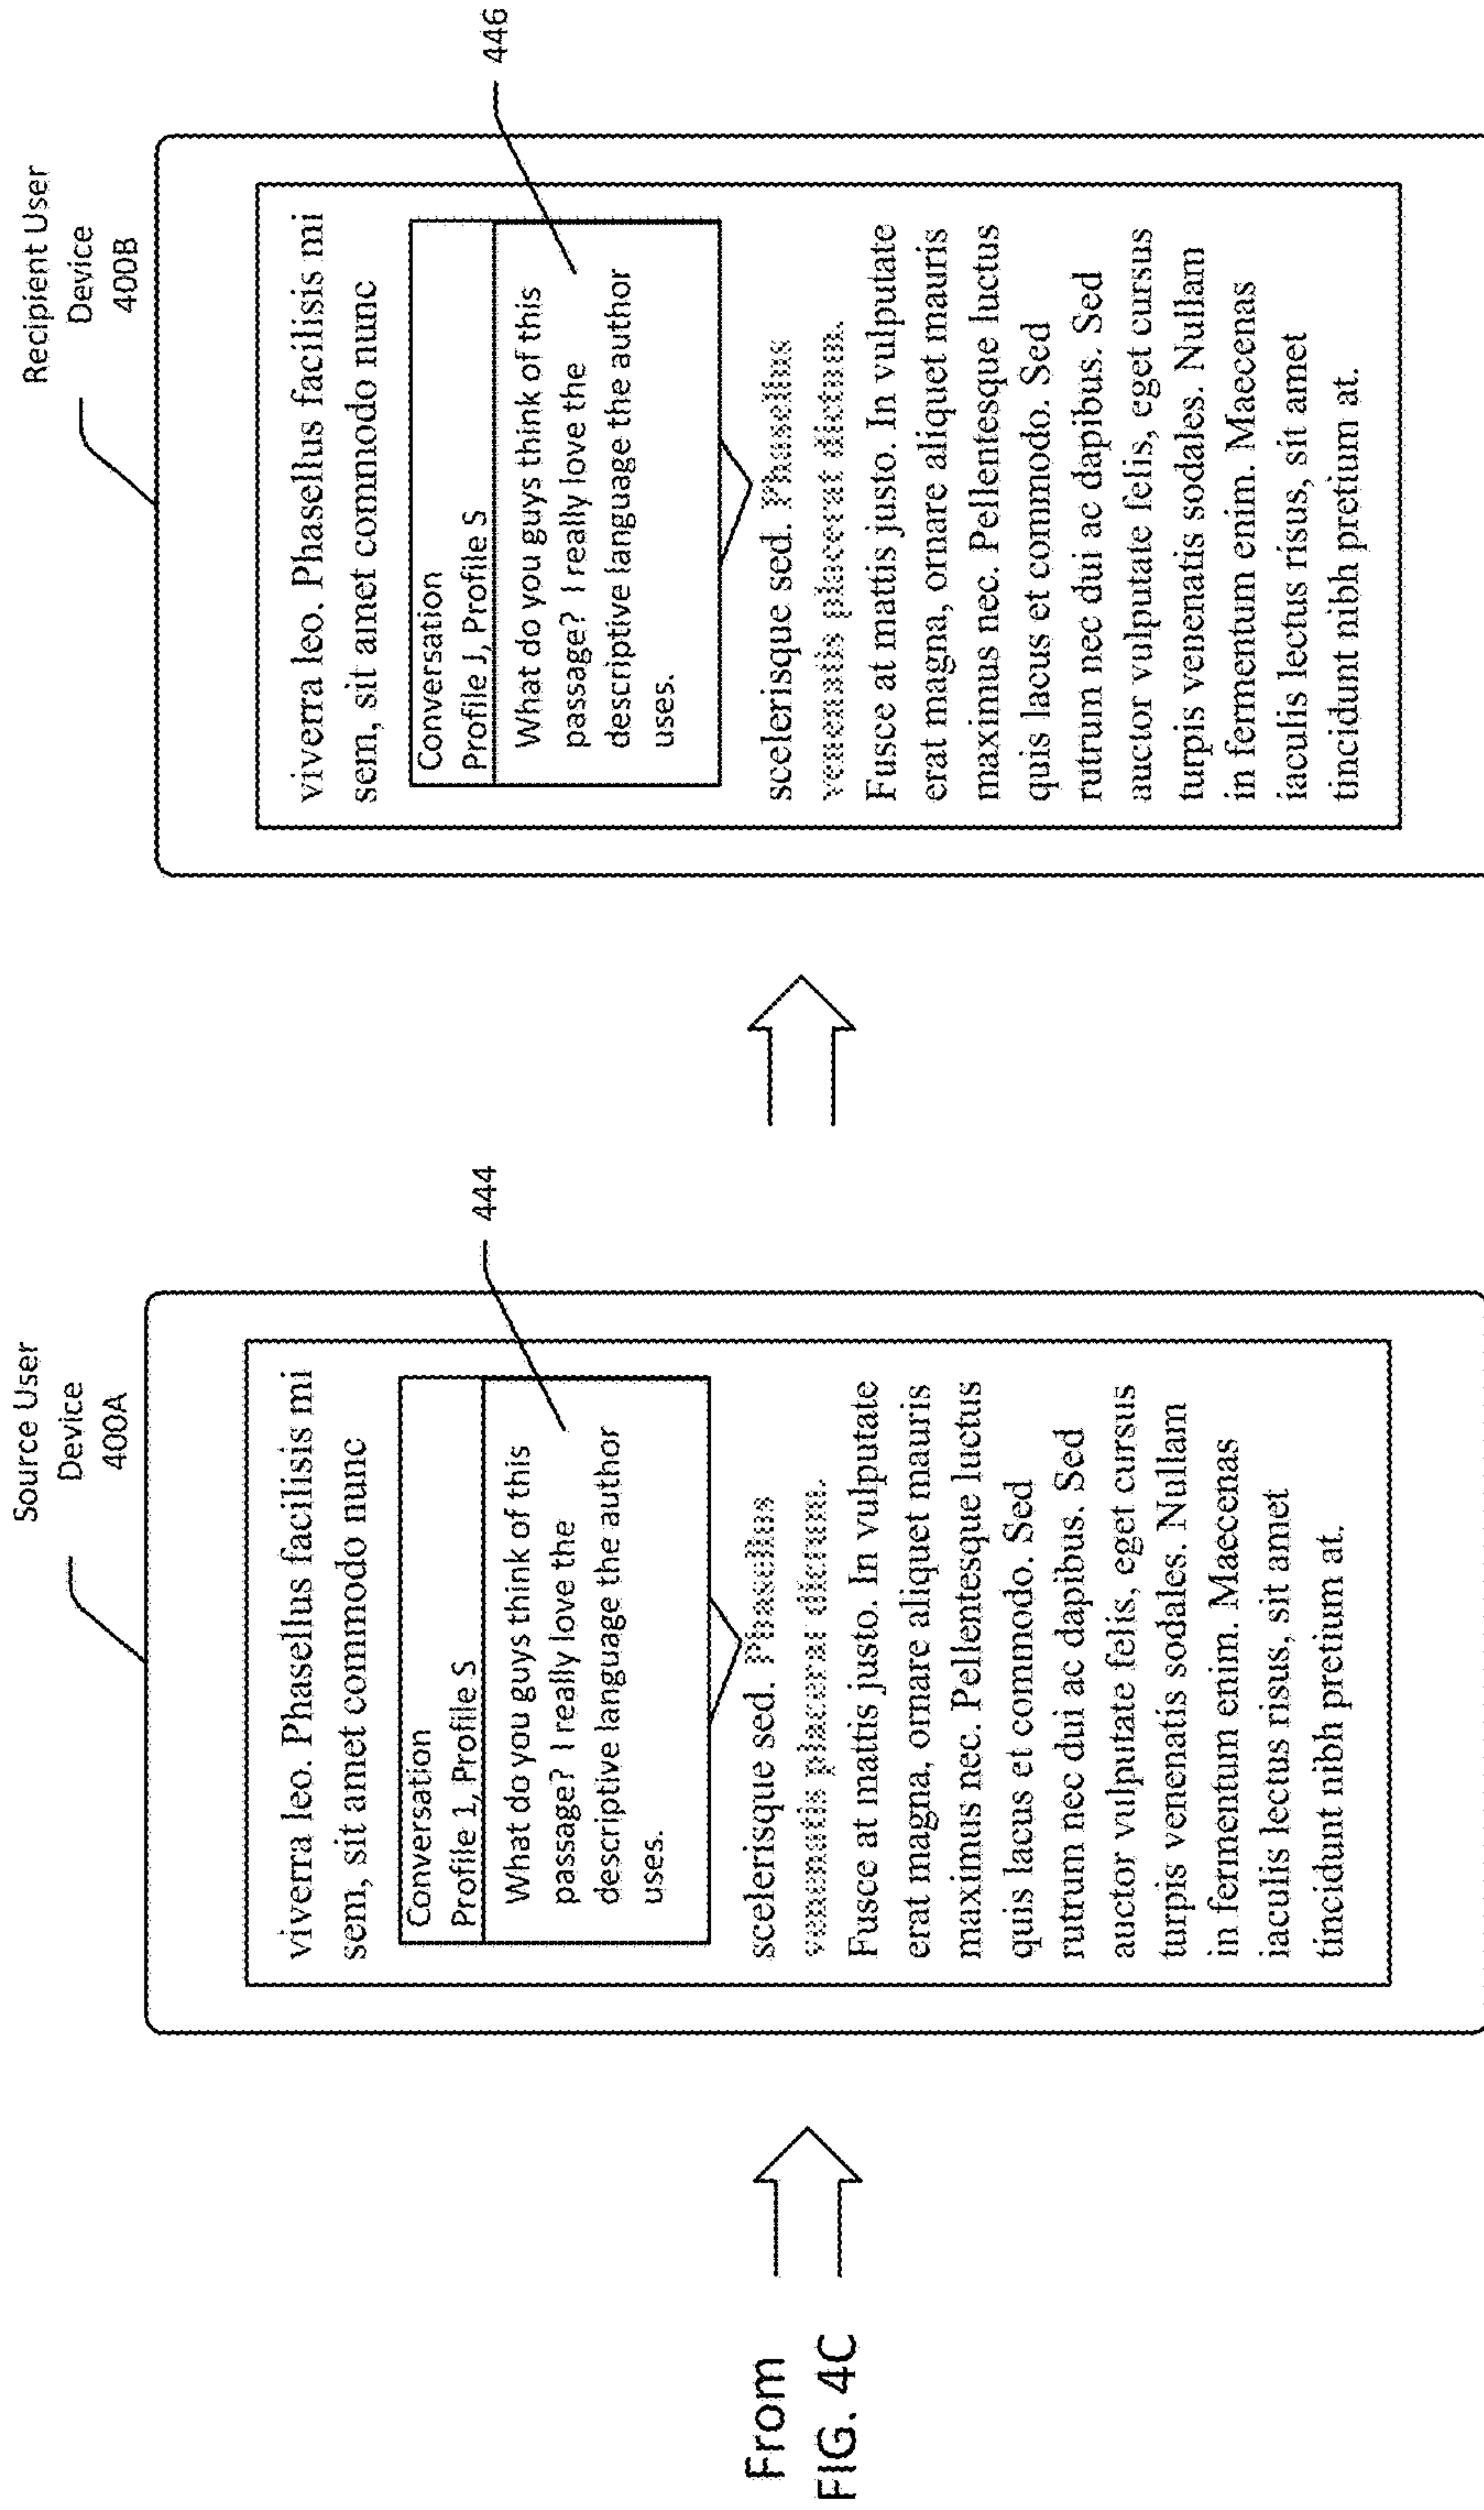 From
FIG. 4C
Source User
Device
400A
viverra leo. Phasellus facilisis mi
sem, sit amet commodo nunc
Conversation
Profile 1, Profile S
What do you guys think of this
passage? I really love the
descriptive language the author
uses.
444
scelerisque sed. Phasellus
venenatis placerat dictum.
Fusce at mattis justo. In vulputate
erat magna, ornare aliquet mauris
maximus nec. Pellentesque luctus
quis lacus et commodo. Sed
rutrum nec dui ac dapibus. Sed
auctor vulputate felis, eget cursus
turpis venenatis sodales. Nullam
in fermentum enim. Maecenas
iaculis lectus risus, sit amet
tincidunt nibh pretium at.
Recipient User
Device
400B
viverra leo. Phasellus facilisis mi
sem, sit amet commodo nunc
Conversation
Profile J, Profile S
What do you guys think of this
passage? I really love the
descriptive language the author
uses.
446
scelerisque sed. Phasellus
venenatis placerat dictum.
Fusce at mattis justo. In vulputate
erat magna, ornare aliquet mauris
maximus nec. Pellentesque luctus
quis lacus et commodo. Sed
rutrum nec dui ac dapibus. Sed
auctor vulputate felis, eget cursus
turpis venenatis sodales. Nullam
in fermentum enim. Maecenas
iaculis lectus risus, sit amet
tincidunt nibh pretium at.